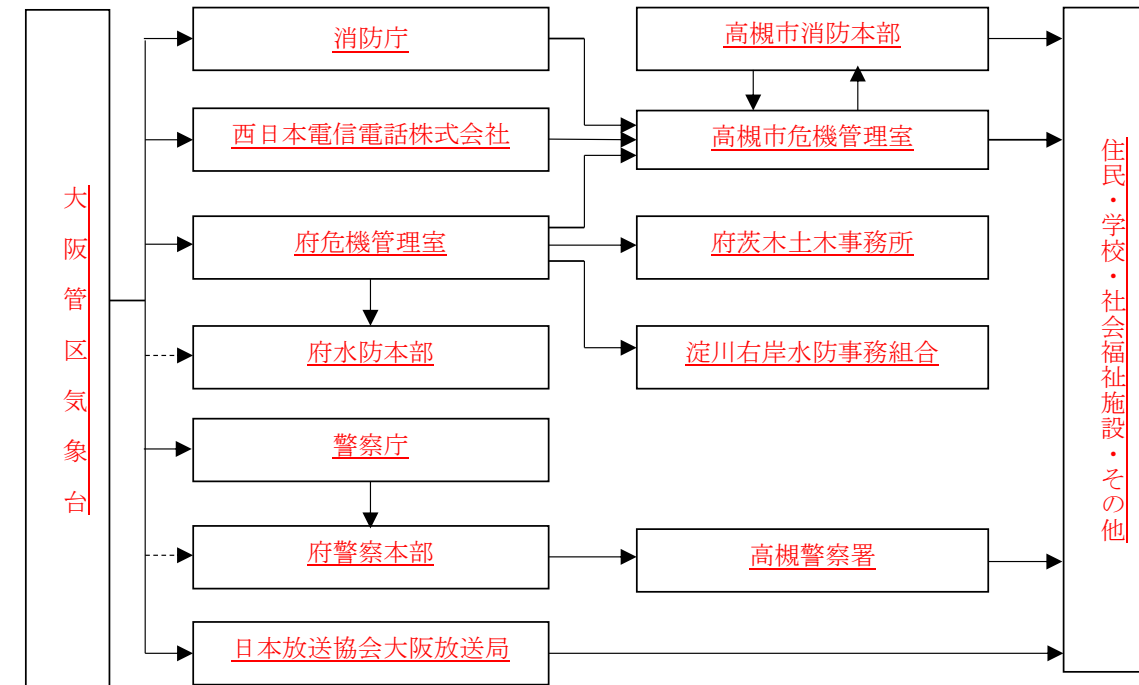 大阪管区気象台
消防庁
西日本電信電話株式会社
府危機管理室
府水防本部
警察庁
府警察本部
日本放送協会大阪放送局
高槻市消防本部
高槻市危機管理室
府茨木土木事務所
淀川右岸水防事務組合
高槻警察署
住民・学校・社会福祉施設・その他